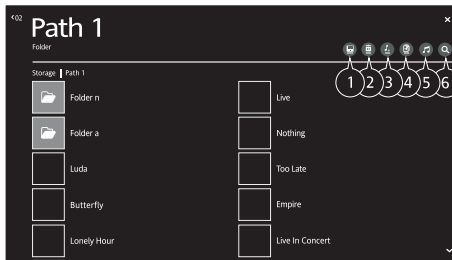 <02
Path 1
×
Folder
1 2 3 4 5 6
Storage | Path 1
Folder n
Live
Folder a
Nothing
Luda
Too Late
Butterfly
Empire
Lonely Hour
Live In Concert